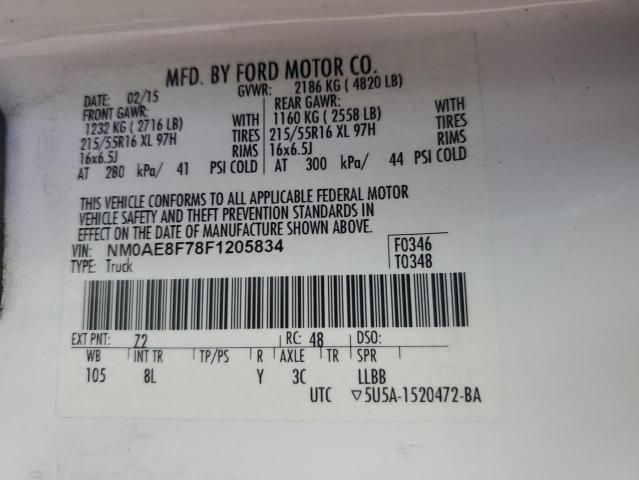 MFD. BY FORD MOTOR CO.
DATE: 02/15 GVWR: 2186 KG ( 4820 LB)
FRONT GAWR: REAR GAWR:
1232 KG ( 2716 LB) WITH 1160 KG ( 2558 LB) WITH
215/55R16 XL 97H TIRES 215/55R16 XL 97H TIRES
16x6.5J RIMS 16x6.5J RIMS
AT 280 kPa/ 41 PSI COLD AT 300 kPa/ 44 PSI COLD
THIS VEHICLE CONFORMS TO ALL APPLICABLE FEDERAL MOTOR
VEHICLE SAFETY AND THEFT PREVENTION STANDARDS IN
EFFECT ON THE DATE OF MANUFACTURE SHOWN ABOVE.
VIN: NM0AE8F78F1205834 F0346
TYPE: Truck T0348
EXT PNT: Z2 RC: 48 DSO:
WB INT TR TP/PS R AXLE TR SPR
105 8L Y 3C LLBB
UTC ▽5U5A-1520472-BA